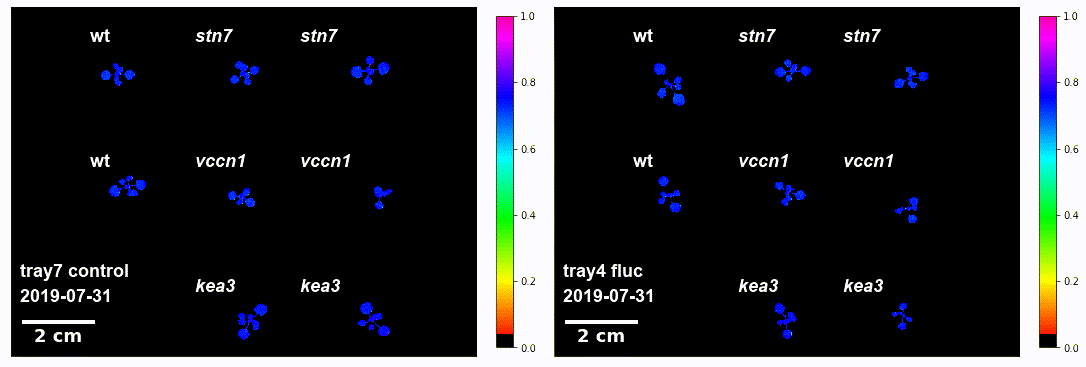 wt stn7 stn7
wt vccn1 vccn1
kea3 kea3
tray7 control
2019-07-31
2 cm
1.0
0.8
0.6
0.4
0.2
0.0
wt stn7 stn7
wt vccn1 vccn1
kea3 kea3
tray4 fluc
2019-07-31
2 cm
1.0
0.8
0.6
0.4
0.2
0.0